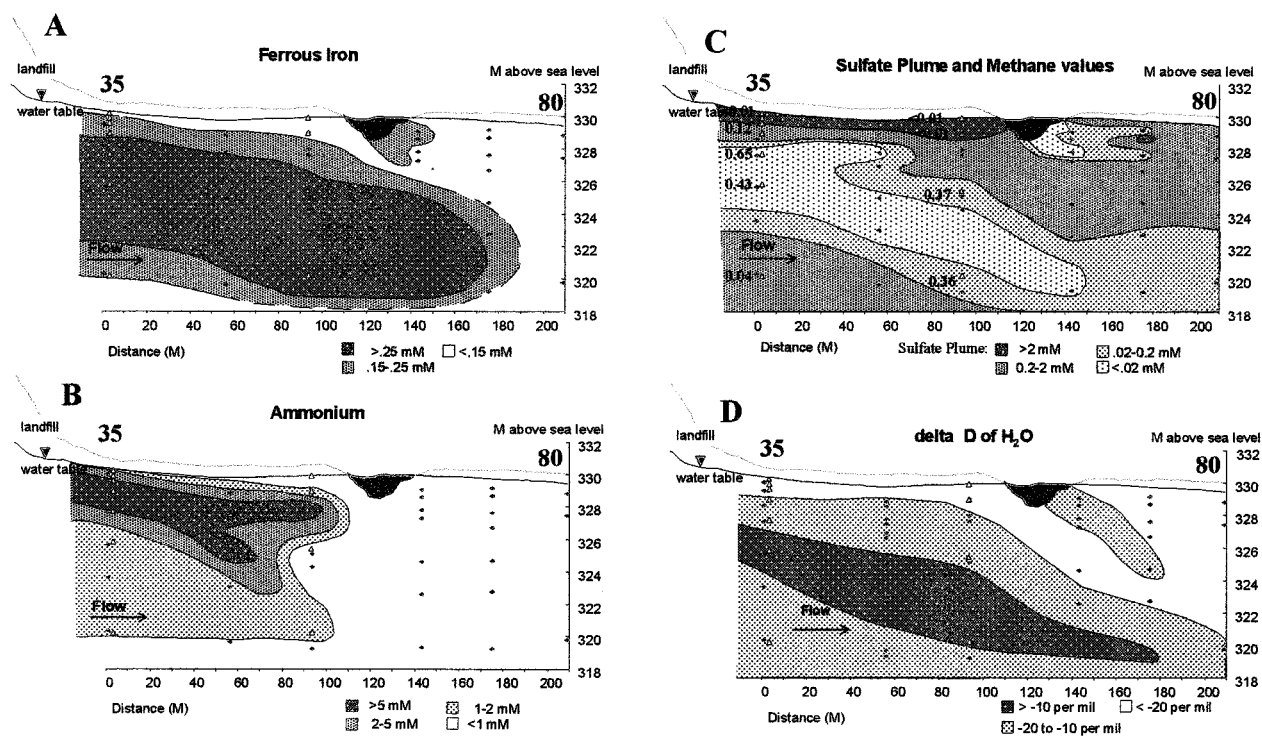 A
Ferrous Iron
landfill
35
M above sea level
80
water table
332
330
328
326
324
322
320
318
Flow
0 20 40 60 80 100 120 140 160 180 200
Distance (M)
>.25 mM
<.15 mM
.15-.25 mM
C
Sulfate Plume and Methane values
landfill
35
M above sea level
80
water table
332
330
328
326
324
322
320
318
<0.01
0.12
0.65
0.43
0.04
<0.01
0.37
0.36
Flow
0 20 40 60 80 100 120 140 160 180 200
Distance (M)
Sulfate Plume:
>2 mM
.02-0.2 mM
0.2-2 mM
<.02 mM
B
Ammonium
landfill
35
M above sea level
80
water table
332
330
328
326
324
322
320
318
Flow
0 20 40 60 80 100 120 140 160 180 200
Distance (M)
>5 mM
1-2 mM
2-5 mM
<1 mM
D
delta D of H₂O
landfill
35
M above sea level
80
water table
332
330
328
326
324
322
320
318
Flow
0 20 40 60 80 100 120 140 160 180 200
Distance (M)
> -10 per mil
< -20 per mil
-20 to -10 per mil